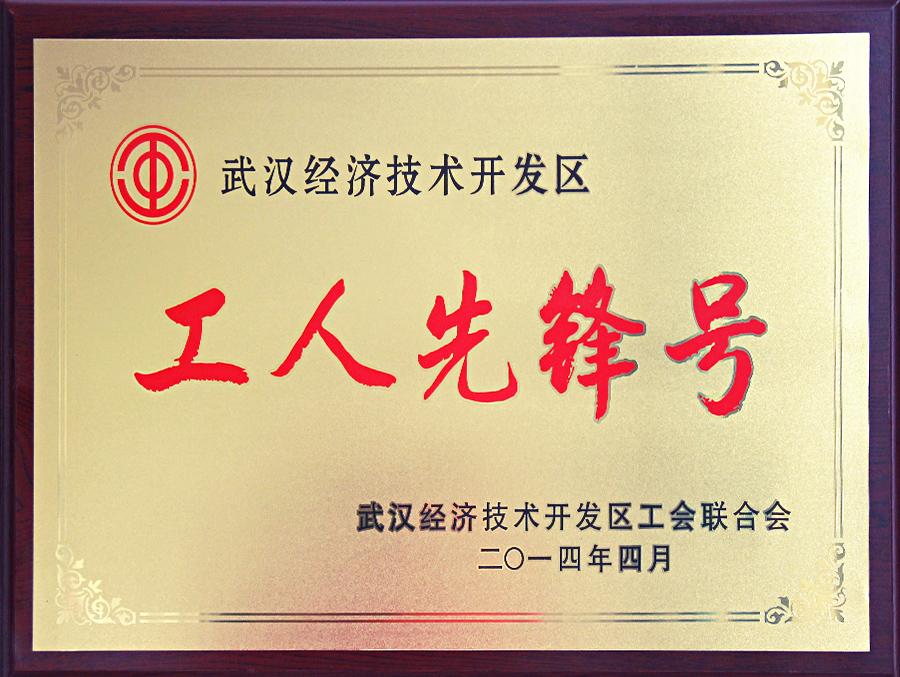 武汉经济技术开发区
工人先锋号
武汉经济技术开发区工会联合会
二〇一四年四月